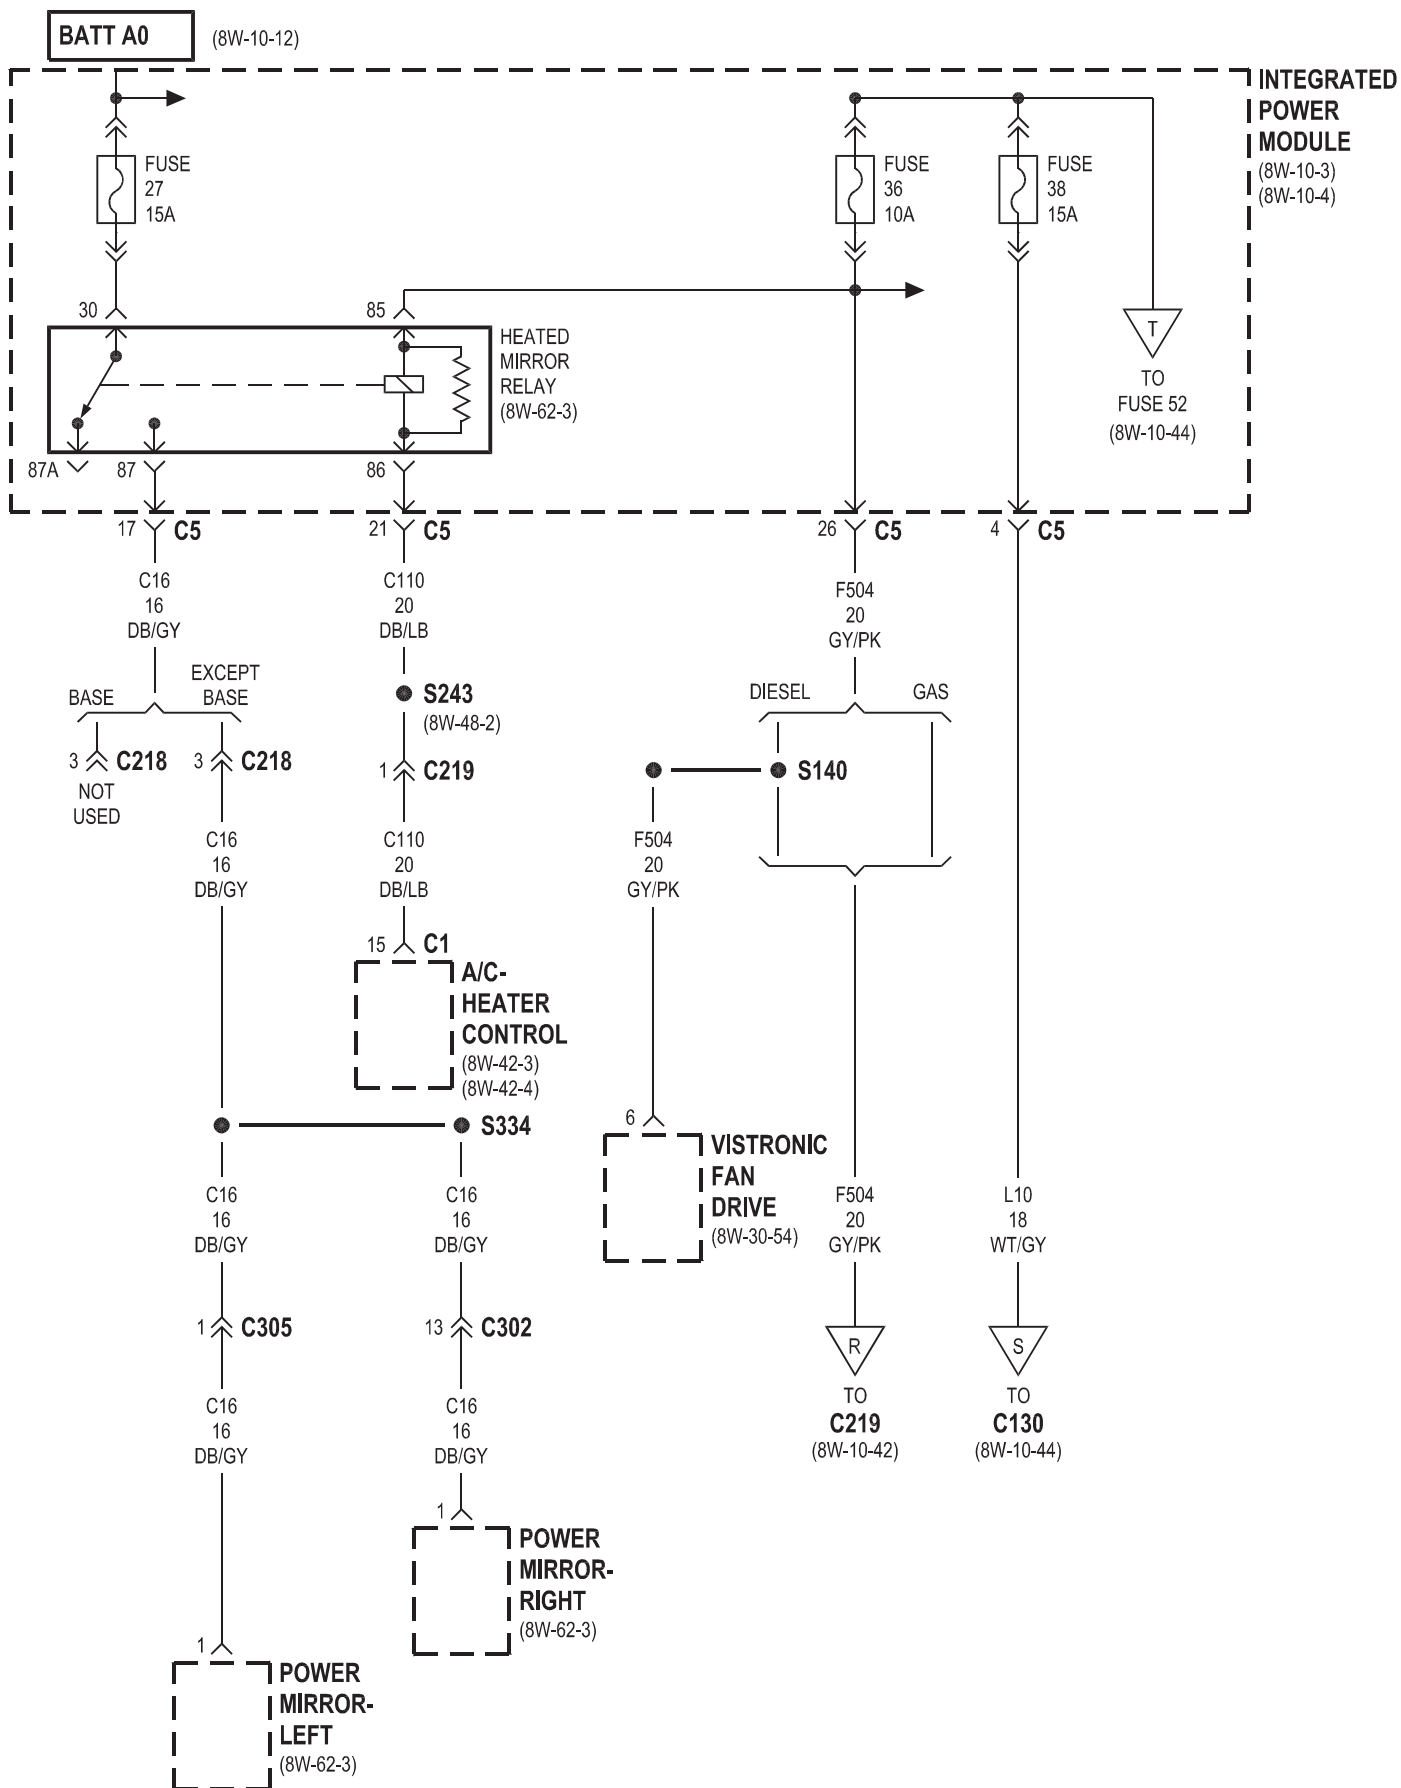 BATT A0 (8W-10-12)
INTEGRATED
POWER
MODULE
(8W-10-3)
(8W-10-4)
FUSE
27
15A
FUSE
36
10A
FUSE
38
15A
30
85
HEATED
MIRROR
RELAY
(8W-62-3)
T
TO
FUSE 52
(8W-10-44)
87A
87
86
17 C5
21 C5
26 C5
4 C5
C16
16
DB/GY
C110
20
DB/LB
F504
20
GY/PK
BASE
EXCEPT
BASE
S243
(8W-48-2)
DIESEL
GAS
3 C218
NOT
USED
3 C218
1 C219
S140
C16
16
DB/GY
C110
20
DB/LB
F504
20
GY/PK
15 C1
A/C-
HEATER
CONTROL
(8W-42-3)
(8W-42-4)
S334
6
VISTRONIC
FAN
DRIVE
(8W-30-54)
C16
16
DB/GY
C16
16
DB/GY
F504
20
GY/PK
L10
18
WT/GY
1 C305
13 C302
R
TO
C219
(8W-10-42)
S
TO
C130
(8W-10-44)
C16
16
DB/GY
C16
16
DB/GY
1
POWER
MIRROR-
RIGHT
(8W-62-3)
1
POWER
MIRROR-
LEFT
(8W-62-3)